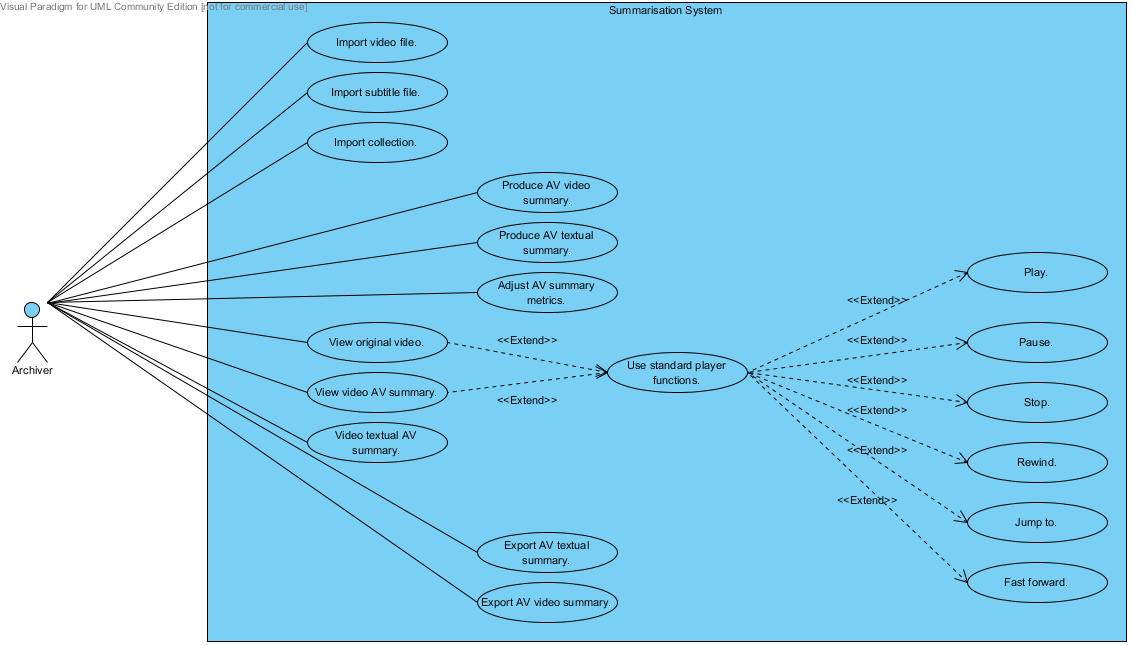 Visual Paradigm for UML Community Edition [not for commercial use]
Summarisation System
Import video file.
Import subtitle file.
Import collection.
Produce AV video
summary.
Produce AV textual
summary.
Adjust AV summary
metrics.
Play.
<<Extend>>
Archiver
View original video.
<<Extend>>
<<Extend>>
Pause.
Use standard player
functions.
View video AV summary.
<<Extend>>
<<Extend>>
Stop.
<<Extend>>
Video textual AV
summary.
<<Extend>>
Rewind.
<<Extend>>
Jump to.
Export AV textual
summary.
Fast forward.
Export AV video summary.